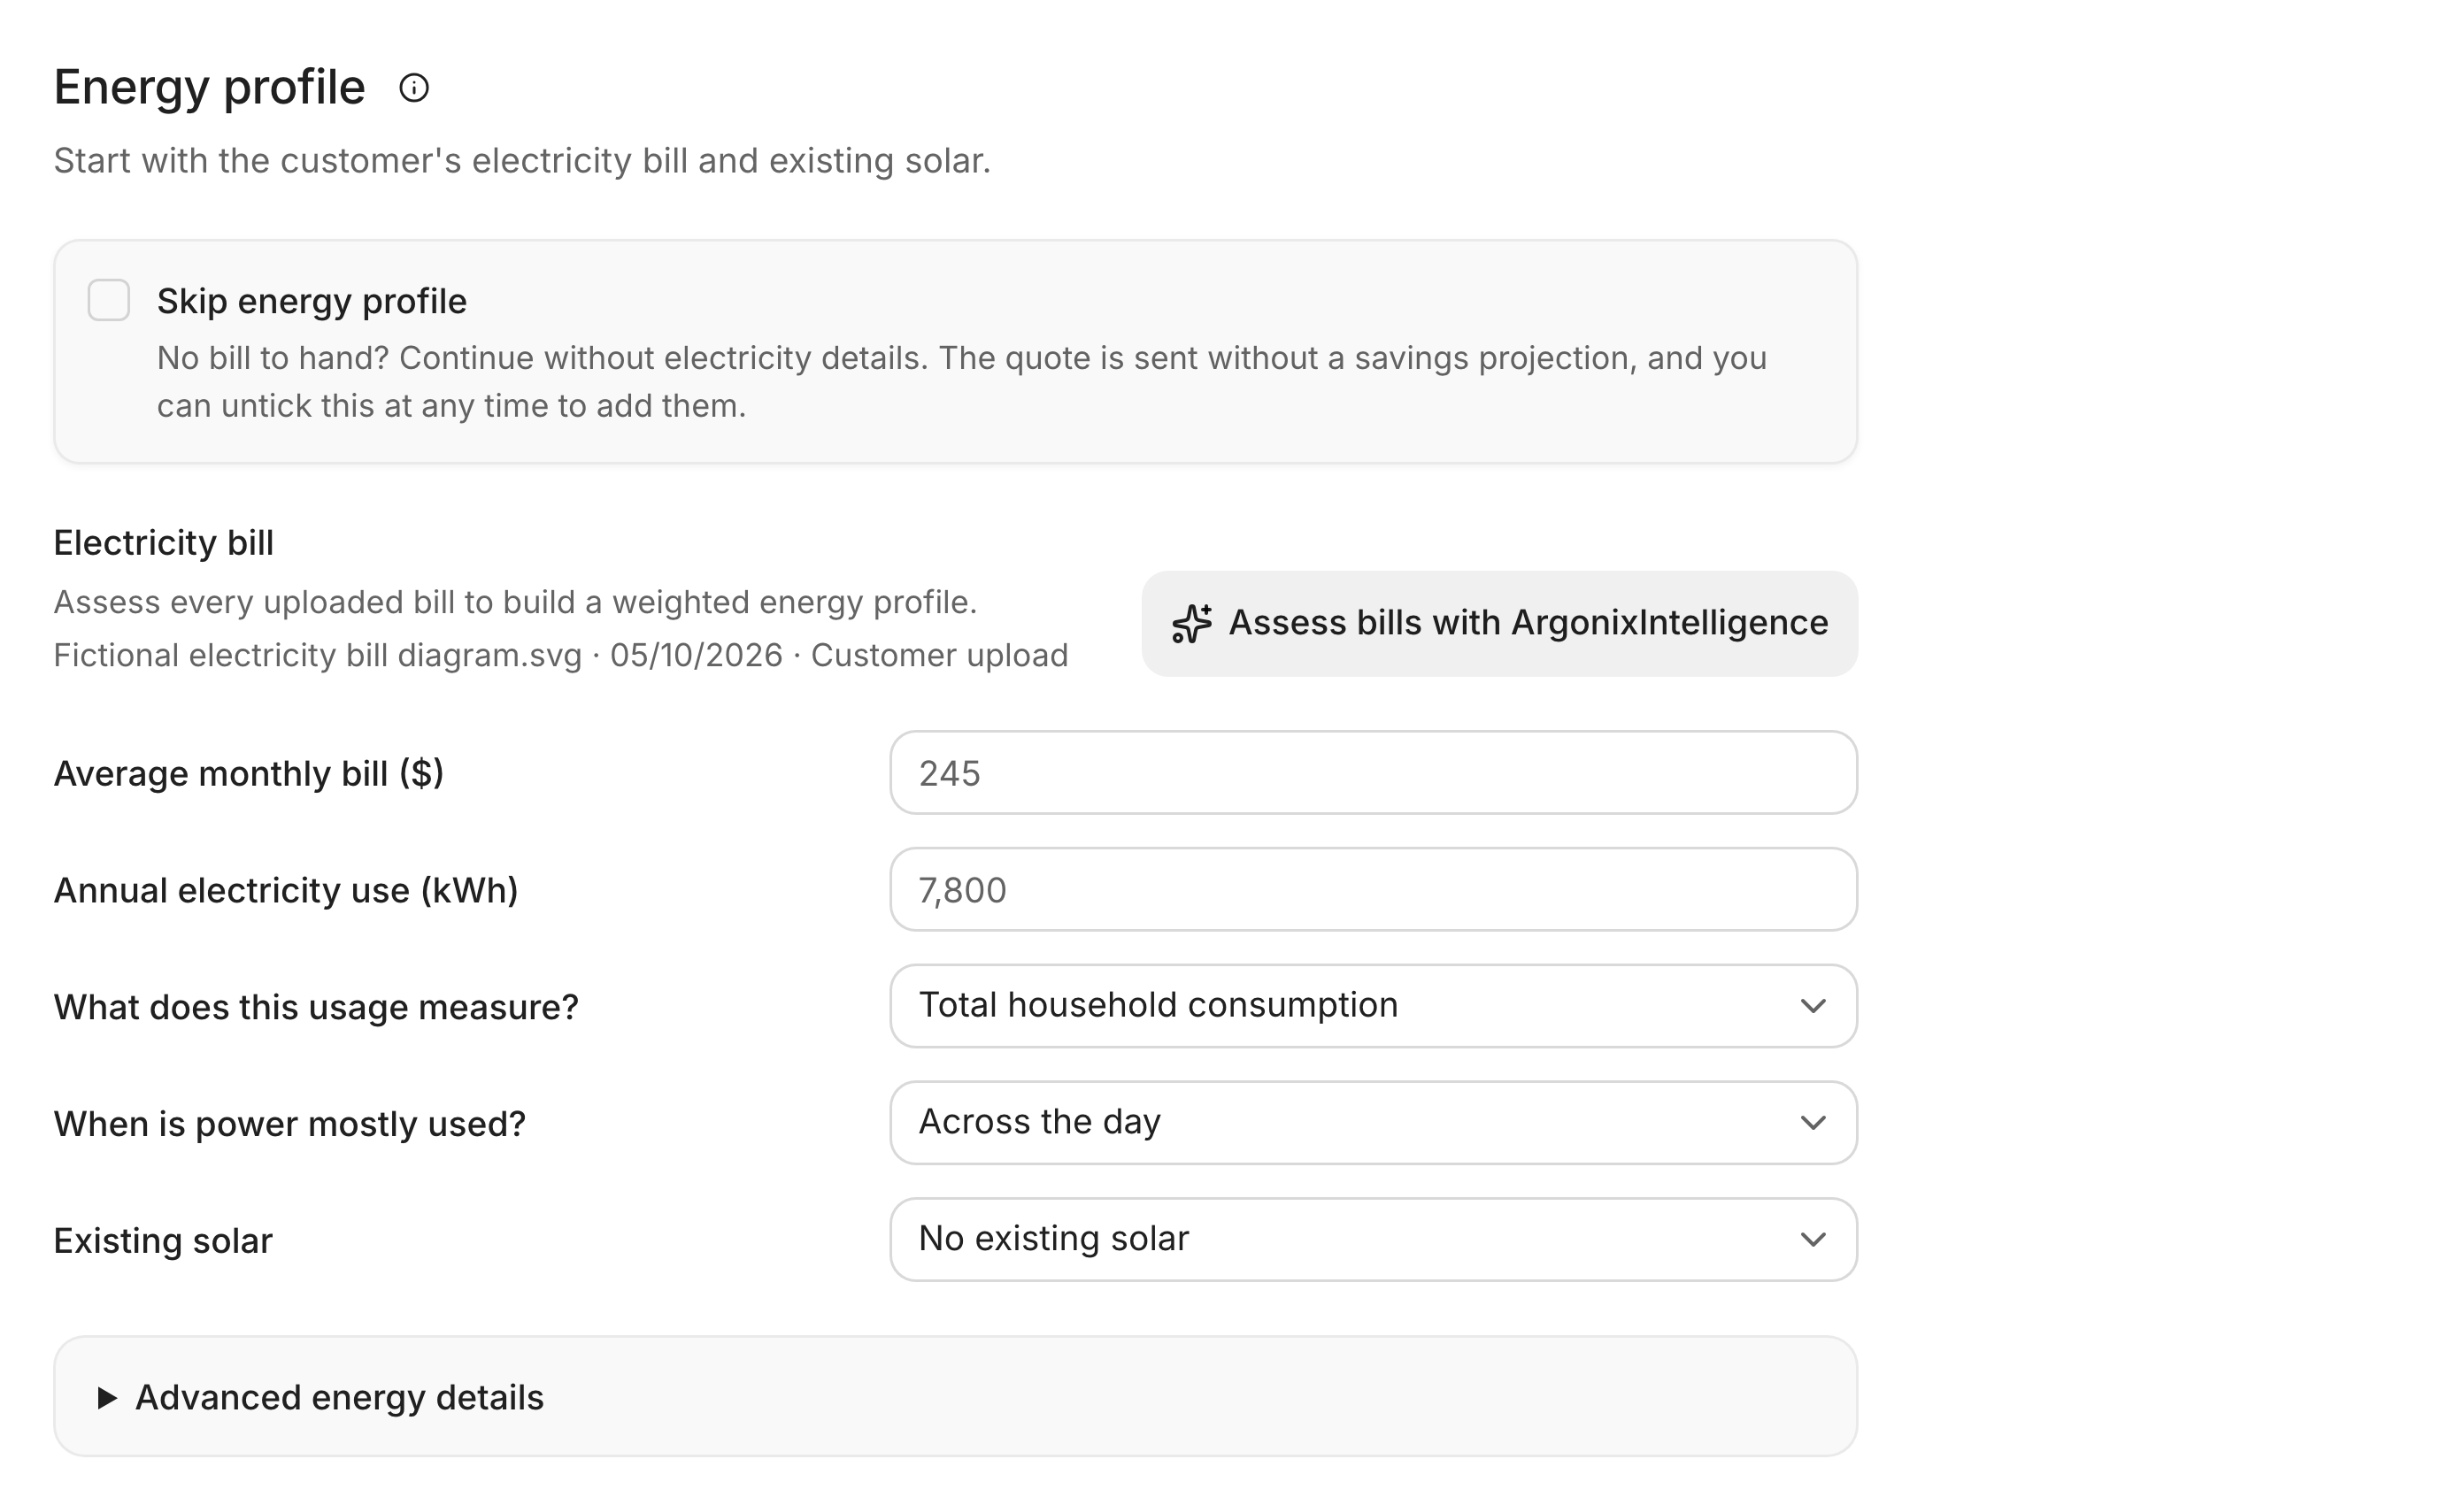 Energy profile
Start with the customer's electricity bill and existing solar.
Skip energy profile
No bill to hand? Continue without electricity details. The quote is sent without a savings projection, and you
can untick this at any time to add them.
Electricity bill
Assess every uploaded bill to build a weighted energy profile.
Fictional electricity bill diagram.svg · 05/10/2026 · Customer upload
Assess bills with ArgonixIntelligence
Average monthly bill ($)
245
Annual electricity use (kWh)
7,800
What does this usage measure?
Total household consumption
When is power mostly used?
Across the day
Existing solar
No existing solar
Advanced energy details